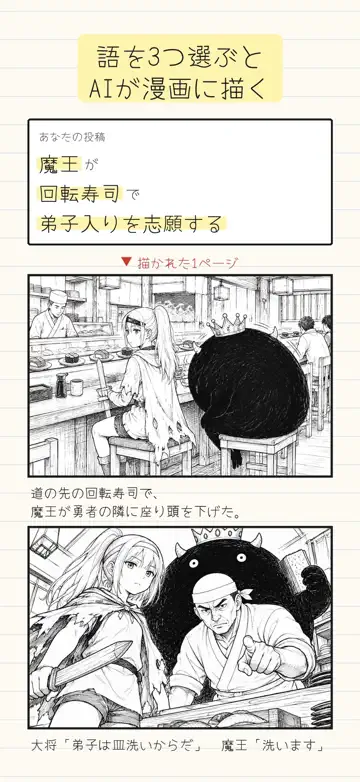 語を3つ選ぶと
AIが漫画に描く
あなたの投稿
魔王 が
回転寿司 で
弟子入りを志願する
▼ 描かれた1ページ
道の先の回転寿司で、
魔王が勇者の隣に座り頭を下げた。
大将「弟子は皿洗いからだ」 魔王「洗います」